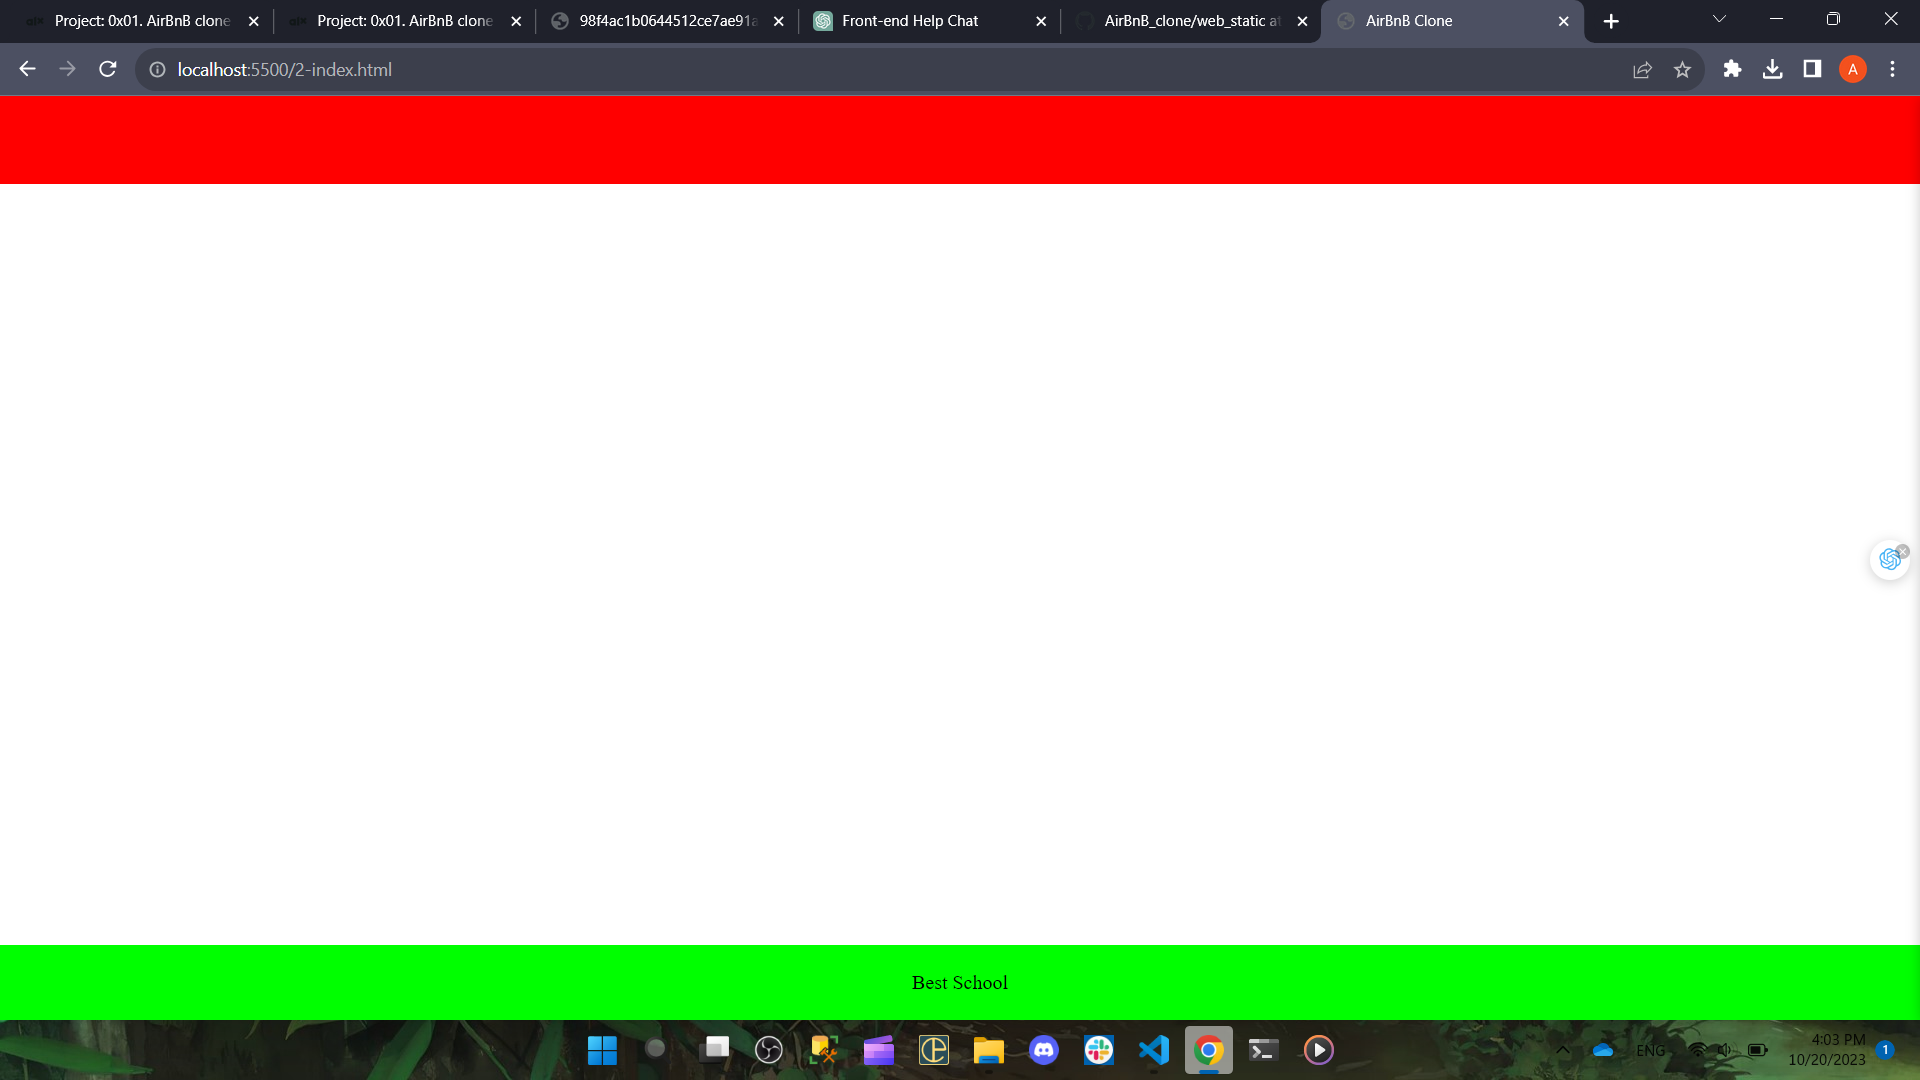 Project: 0x01. AirBnB clone
Project: 0x01. AirBnB clone
98f4ac1b0644512ce7ae91a
Front-end Help Chat
AirBnB_clone/web_static at
AirBnB Clone
localhost:5500/2-index.html
A
Best School
ENG
4:03 PM
10/20/2023
1